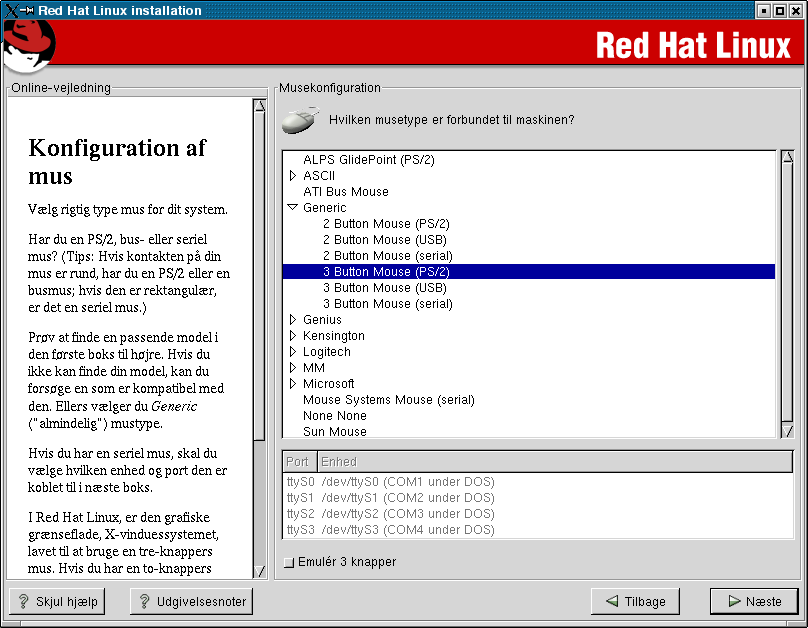 Red Hat Linux installation
Red Hat Linux
Online-vejledning
Konfiguration af
mus
Vælg rigtig type mus for dit system.
Har du en PS/2, bus- eller seriel
mus? (Tips: Hvis kontakten på din
mus er rund, har du en PS/2 eller en
busmus; hvis den er rektangulær,
er det en seriel mus.)
Prøv at finde en passende model i
den første boks til højre. Hvis du
ikke kan finde din model, kan du
forsøge en som er kompatibel med
den. Ellers vælger du Generic
("almindelig") mustype.
Hvis du har en seriel mus, skal du
vælge hvilken enhed og port den er
koblet til i næste boks.
I Red Hat Linux, er den grafiske
grænseflade, X-vinduessystemet,
lavet til at bruge en tre-knappers
mus. Hvis du har en to-knappers
Musekonfiguration
Hvilken musetype er forbundet til maskinen?
ALPS GlidePoint (PS/2)
ASCII
ATI Bus Mouse
Generic
2 Button Mouse (PS/2)
2 Button Mouse (USB)
2 Button Mouse (serial)
3 Button Mouse (PS/2)
3 Button Mouse (USB)
3 Button Mouse (serial)
Genius
Kensington
Logitech
MM
Microsoft
Mouse Systems Mouse (serial)
None None
Sun Mouse
Port Enhed
ttyS0 /dev/ttyS0 (COM1 under DOS)
ttyS1 /dev/ttyS1 (COM2 under DOS)
ttyS2 /dev/ttyS2 (COM3 under DOS)
ttyS3 /dev/ttyS3 (COM4 under DOS)
Emulér 3 knapper
Skjul hjælp
Udgivelsesnoter
Tilbage
Næste